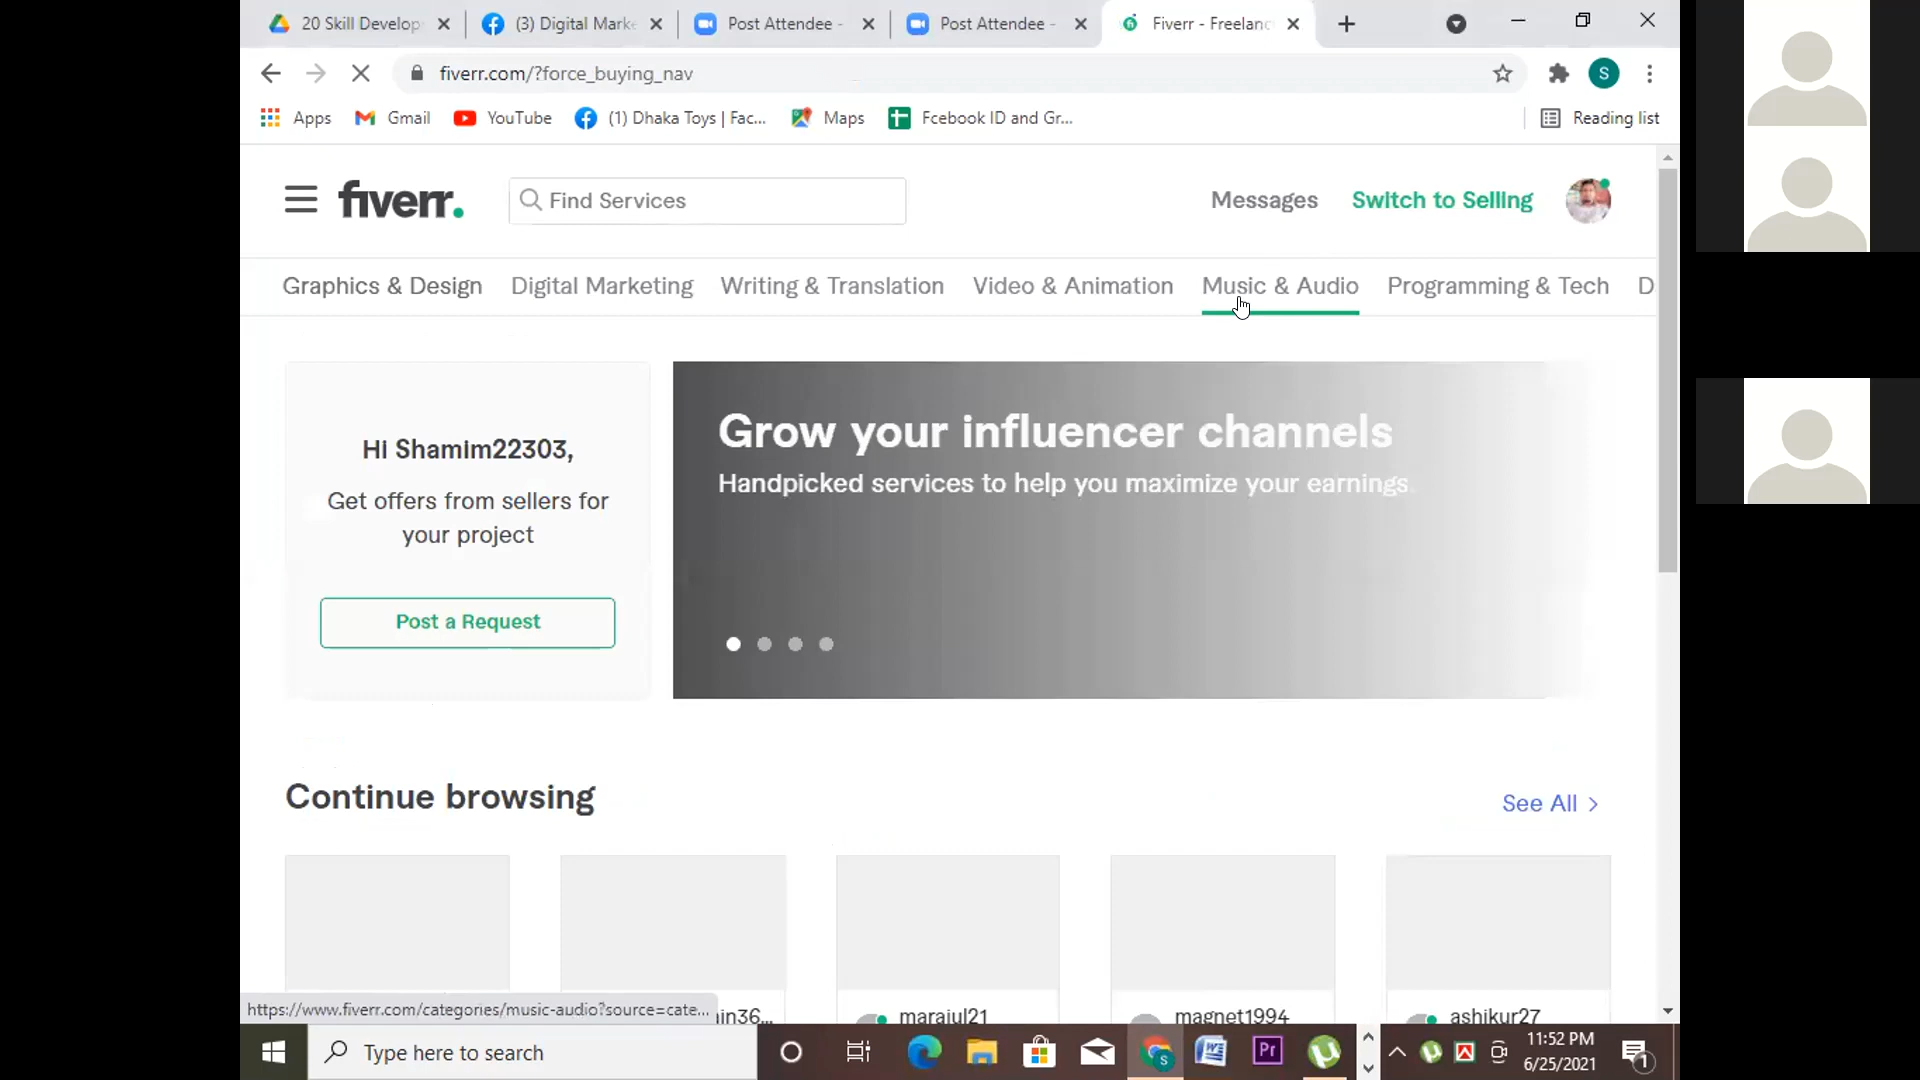 20 Skill Develop
(3) Digital Marke
Post Attendee -
Post Attendee -
Fiverr - Freelanc
fiverr.com/?force_buying_nav
S
Apps
Gmail
YouTube
(1) Dhaka Toys | Fac...
Maps
Fcebook ID and Gr...
Reading list
fiverr.
Find Services
Messages
Switch to Selling
Graphics & Design
Digital Marketing
Writing & Translation
Video & Animation
Music & Audio
Programming & Tech
D
Hi Shamim22303,
Get offers from sellers for
your project
Post a Request
Grow your influencer channels
Handpicked services to help you maximize your earnings.
Continue browsing
See All >
https://www.fiverr.com/categories/music-audio?source=cate...
in36...
marajul21
magnet1994
ashikur27
Type here to search
S
Pr
11:52 PM
6/25/2021
1